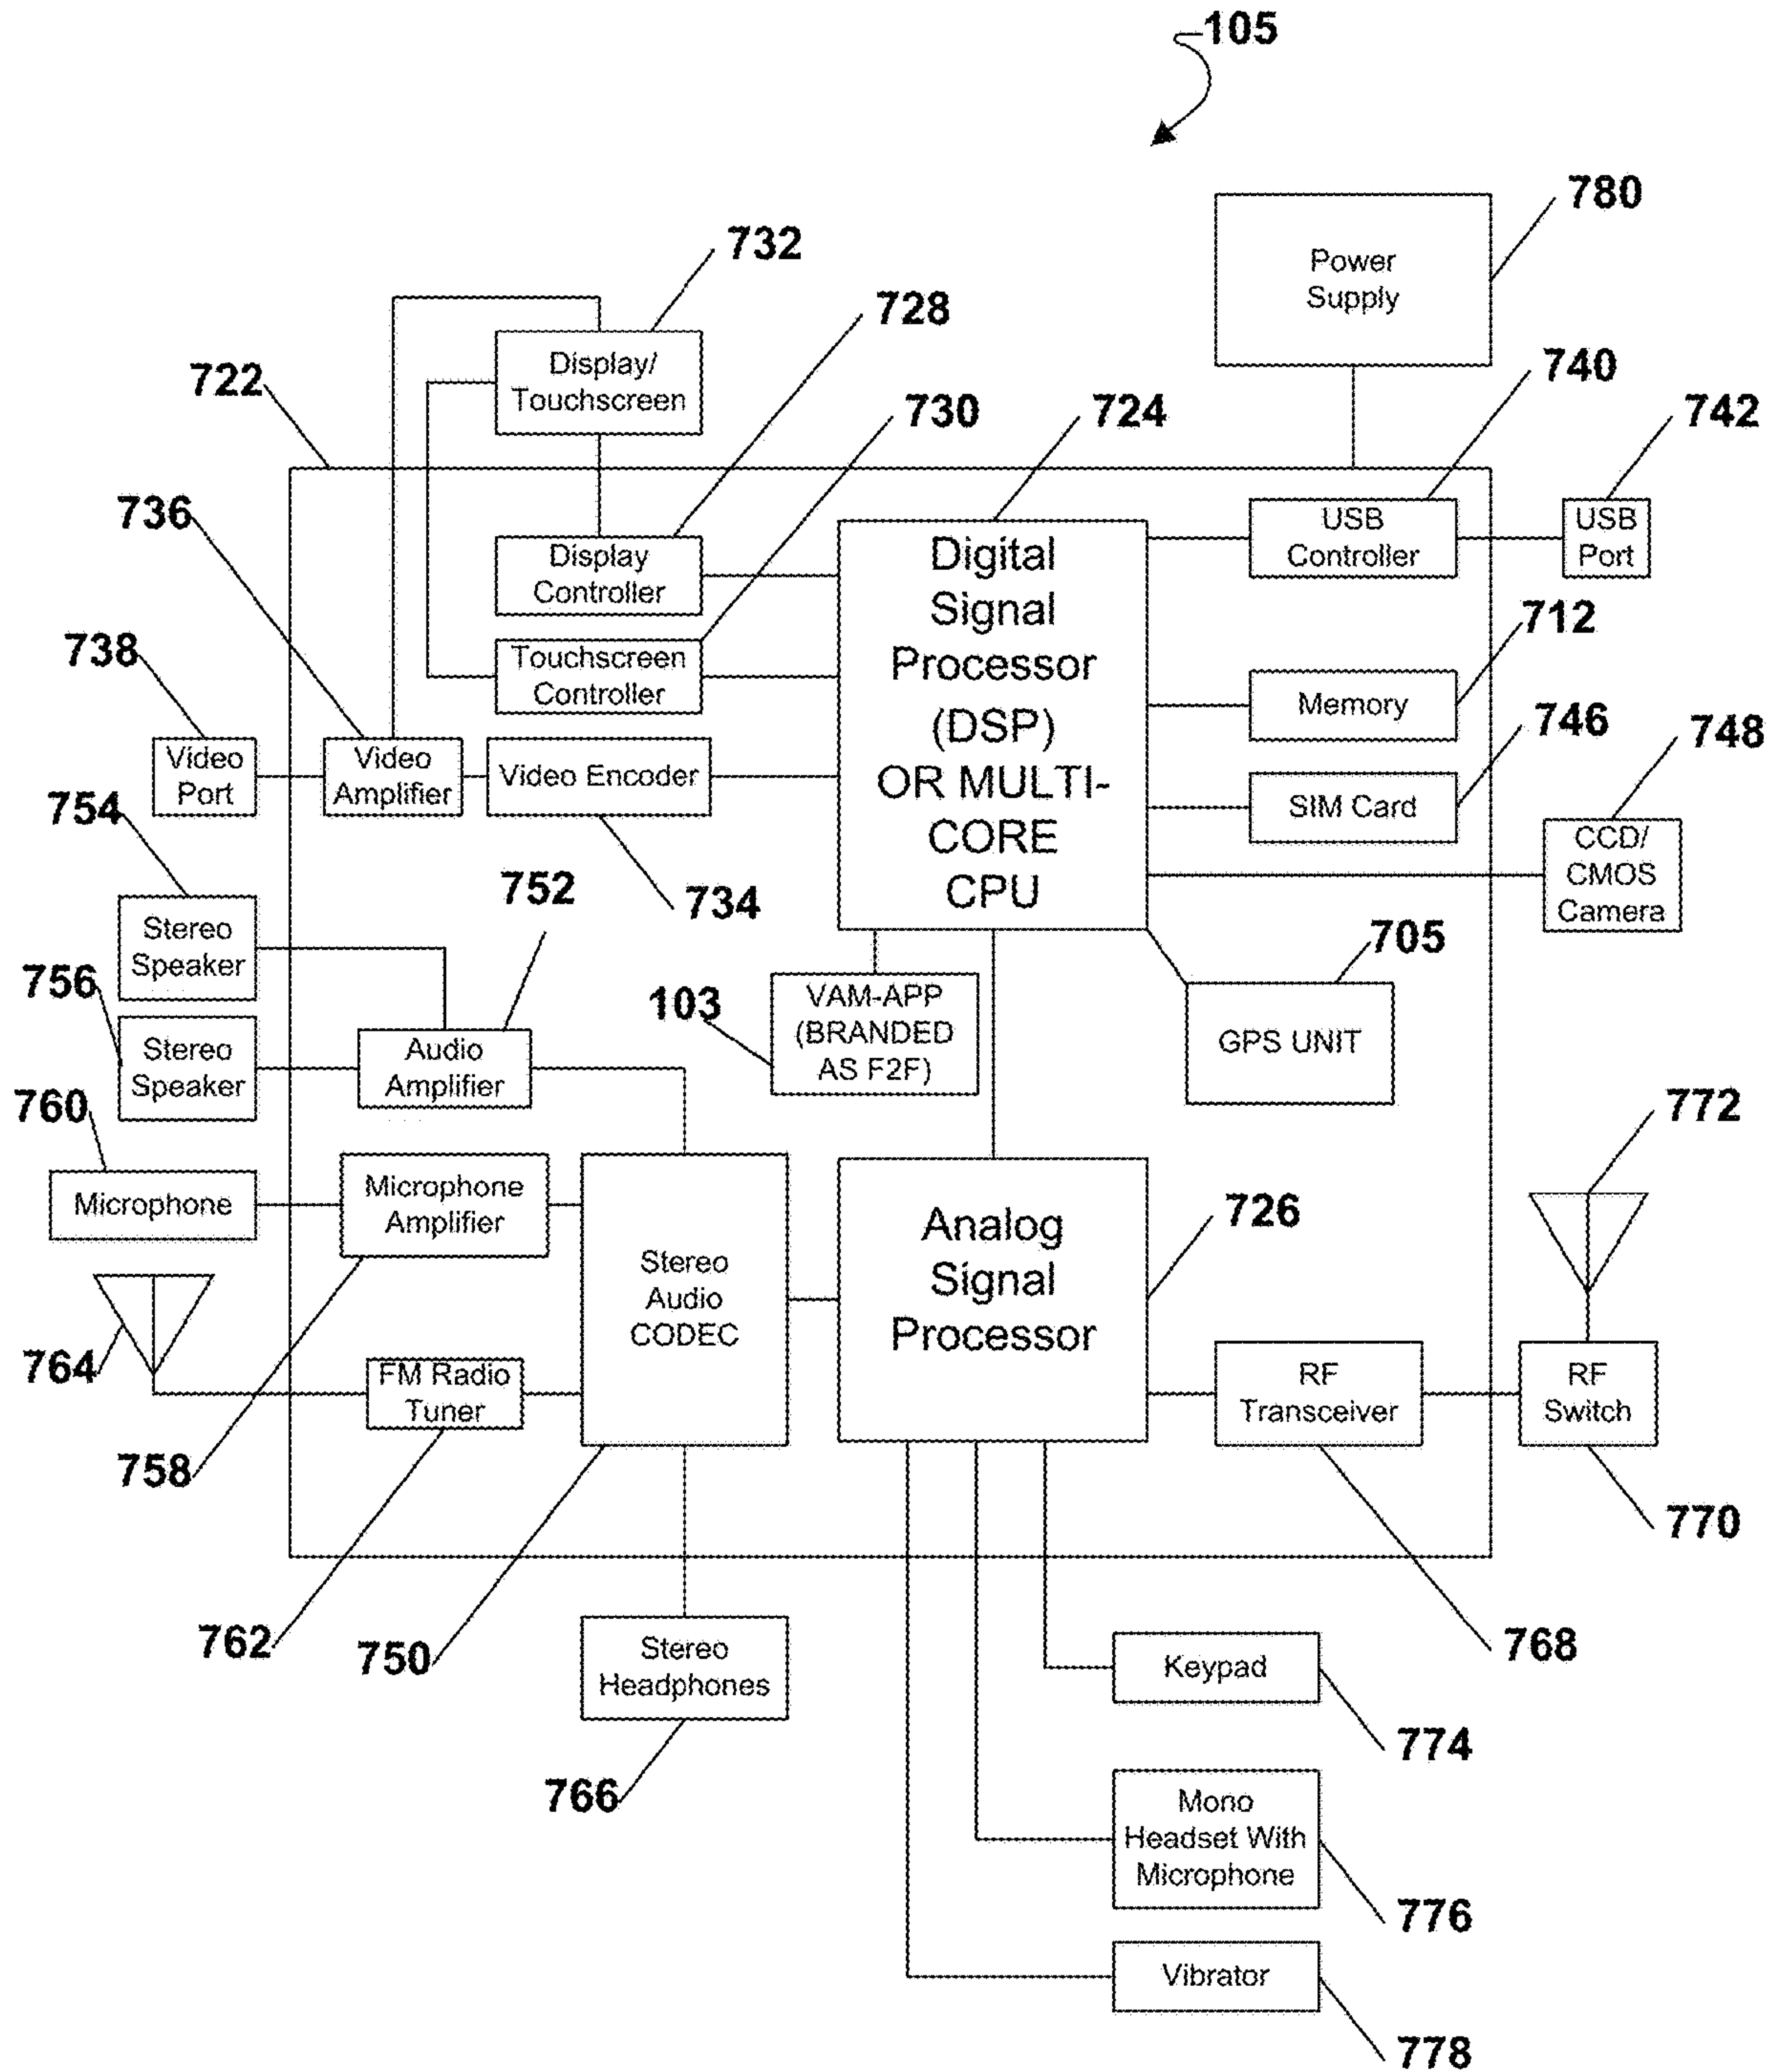 105
780
Power
Supply
732
728
Display/
Touchscreen
722
740
742
730
724
736
USB
Controller
USB
Port
Display
Controller
Digital
Signal
Processor
(DSP)
OR MULTI-
CORE
CPU
712
738
Touchscreen
Controller
Memory
746
748
Video
Port
Video
Amplifier
Video Encoder
SIM Card
754
CCD/
CMOS
Camera
752
734
Stereo
Speaker
705
756
103
VAM-APP
(BRANDED
AS F2F)
GPS UNIT
Stereo
Speaker
Audio
Amplifier
760
772
Microphone
Microphone
Amplifier
Analog
Signal
Processor
726
Stereo
Audio
CODEC
764
FM Radio
Tuner
RF
Transceiver
RF
Switch
758
770
762
750
Stereo
Headphones
768
Keypad
774
766
Mono
Headset With
Microphone
776
Vibrator
778